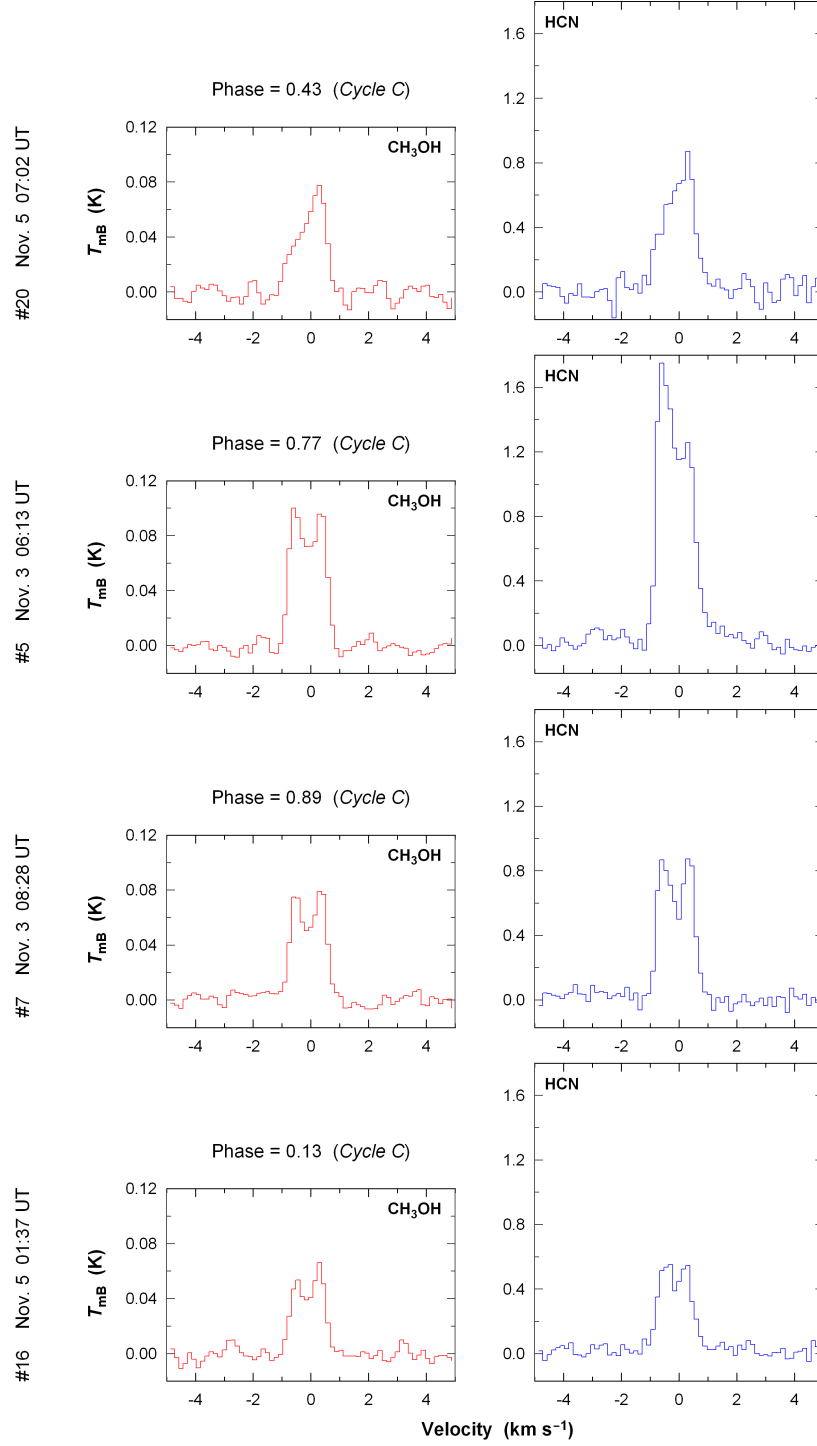 HCN
Phase = 0.43 (Cycle C)
#20 Nov. 5 07:02 UT
CH₃OH
T_mB (K)
0.12
0.08
0.04
0.00
-4 -2 0 2 4
1.6
1.2
0.8
0.4
0.0
-4 -2 0 2 4
HCN
Phase = 0.77 (Cycle C)
#5 Nov. 3 06:13 UT
CH₃OH
T_mB (K)
0.12
0.08
0.04
0.00
-4 -2 0 2 4
1.6
1.2
0.8
0.4
0.0
-4 -2 0 2 4
HCN
Phase = 0.89 (Cycle C)
#7 Nov. 3 08:28 UT
CH₃OH
T_mB (K)
0.12
0.08
0.04
0.00
-4 -2 0 2 4
1.6
1.2
0.8
0.4
0.0
-4 -2 0 2 4
HCN
Phase = 0.13 (Cycle C)
#16 Nov. 5 01:37 UT
CH₃OH
T_mB (K)
0.12
0.08
0.04
0.00
-4 -2 0 2 4
1.6
1.2
0.8
0.4
0.0
-4 -2 0 2 4
Velocity (km s⁻¹)